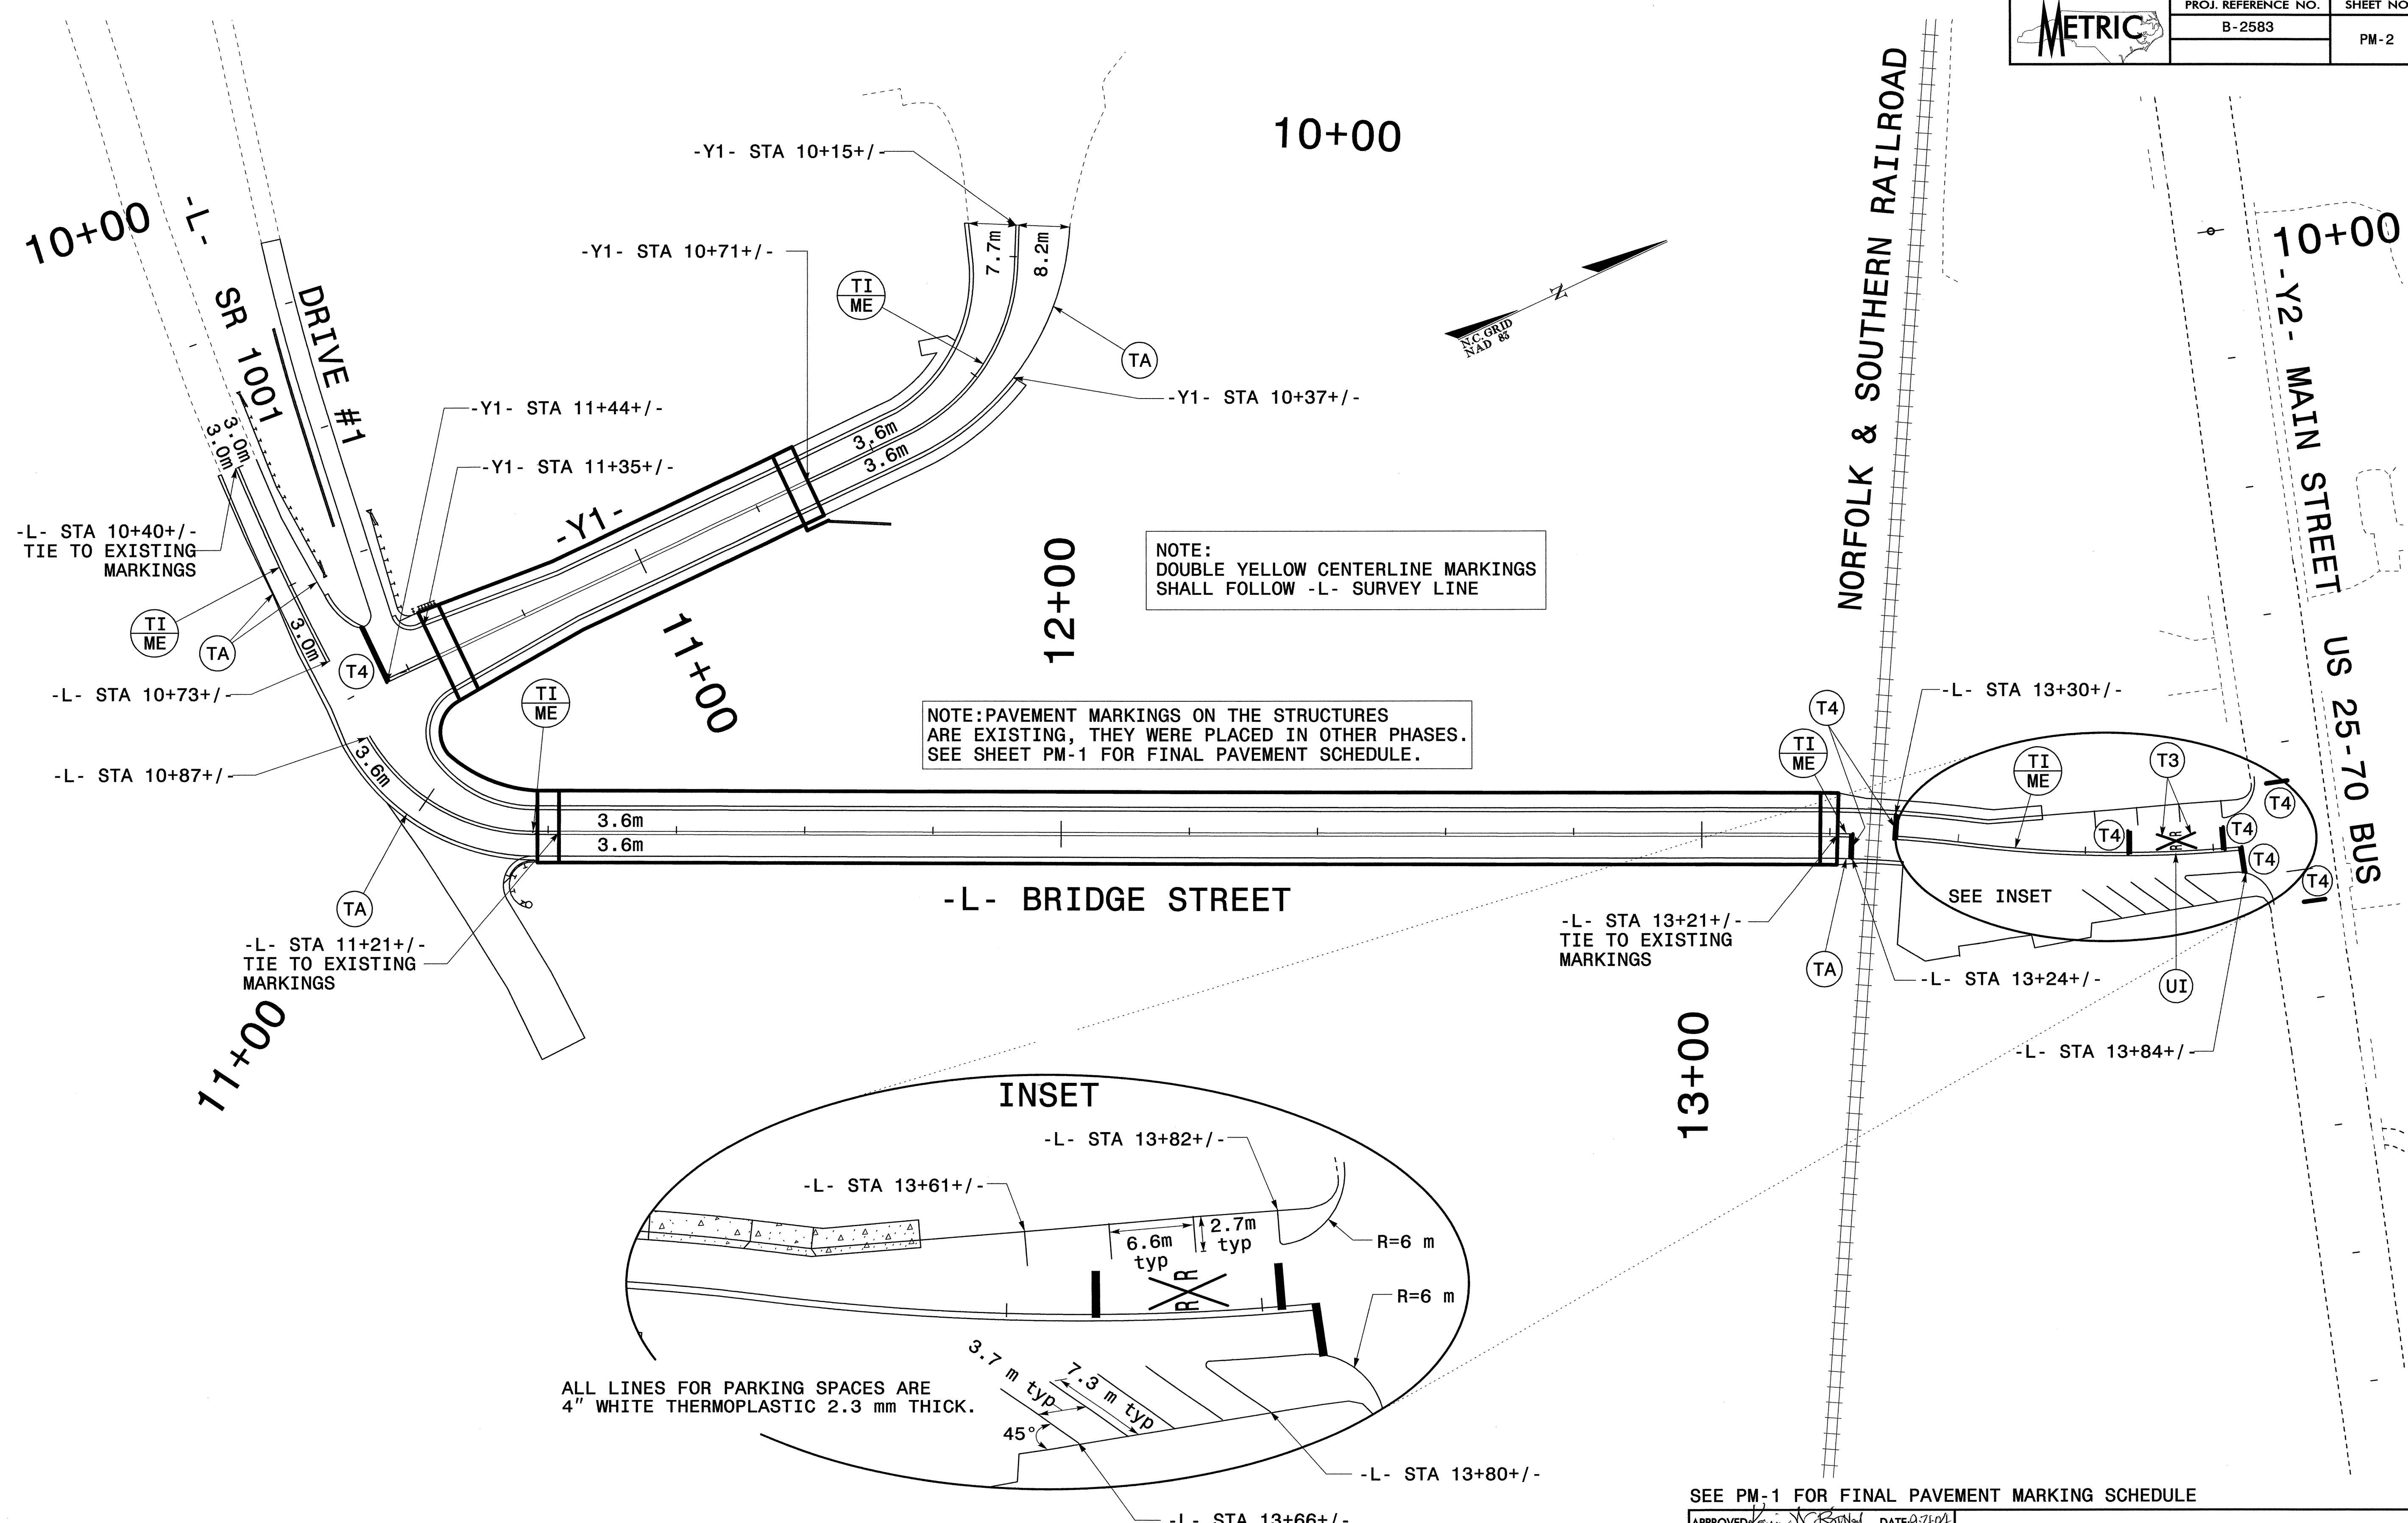 METRIC
PROJ. REFERENCE NO.
SHEET NO
B-2583
PM-2
10+00
-L-
SR 1001
DRIVE #1
-Y1- STA 10+15+/-
10+00
-Y1- STA 10+71+/-
TI
ME
7.7m
8.2m
TA
-Y1- STA 10+37+/-
N
N.C.GRID
NAD 83
NORFOLK & SOUTHERN RAILROAD
10+00
-Y2- MAIN STREET US 25-70 BUS
-Y1- STA 11+44+/-
-Y1- STA 11+35+/-
3.6m
3.6m
-Y1-
3.0m
3.0m
-L- STA 10+40+/-
TIE TO EXISTING
MARKINGS
TI
ME
TA
3.0m
T4
-L- STA 10+73+/-
-L- STA 10+87+/-
3.6m
TA
11+00
12+00
NOTE:
DOUBLE YELLOW CENTERLINE MARKINGS
SHALL FOLLOW -L- SURVEY LINE
NOTE:PAVEMENT MARKINGS ON THE STRUCTURES
ARE EXISTING, THEY WERE PLACED IN OTHER PHASES.
SEE SHEET PM-1 FOR FINAL PAVEMENT SCHEDULE.
TI
ME
3.6m
3.6m
-L- BRIDGE STREET
-L- STA 11+21+/-
TIE TO EXISTING
MARKINGS
11+00
T4
TI
ME
-L- STA 13+30+/-
TI
ME
T3
T4
T4
R R
T4
T4
T4
SEE INSET
-L- STA 13+21+/-
TIE TO EXISTING
MARKINGS
TA
-L- STA 13+24+/-
UI
-L- STA 13+84+/-
13+00
INSET
-L- STA 13+82+/-
-L- STA 13+61+/-
6.6m
typ
2.7m
typ
R=6 m
R R
R=6 m
3.7 m typ
7.3 m typ
45°
ALL LINES FOR PARKING SPACES ARE
4" WHITE THERMOPLASTIC 2.3 mm THICK.
-L- STA 13+80+/-
-L- STA 13+66+/-
SEE PM-1 FOR FINAL PAVEMENT MARKING SCHEDULE
APPROVED:
DATE: